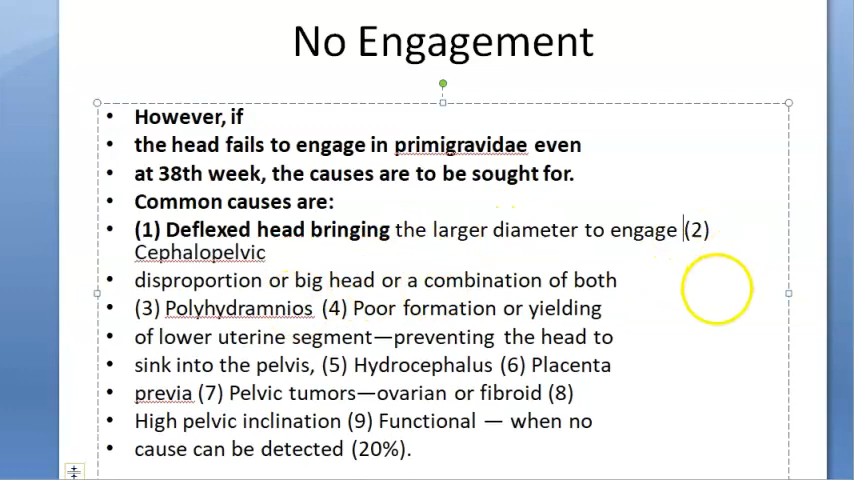 No Engagement
• However, if
• the head fails to engage in primigravidae even
• at 38th week, the causes are to be sought for.
• Common causes are:
• (1) Deflexed head bringing the larger diameter to engage (2)
Cephalopelvic
• disproportion or big head or a combination of both
• (3) Polyhydramnios (4) Poor formation or yielding
• of lower uterine segment—preventing the head to
• sink into the pelvis, (5) Hydrocephalus (6) Placenta
• previa (7) Pelvic tumors—ovarian or fibroid (8)
• High pelvic inclination (9) Functional — when no
• cause can be detected (20%).